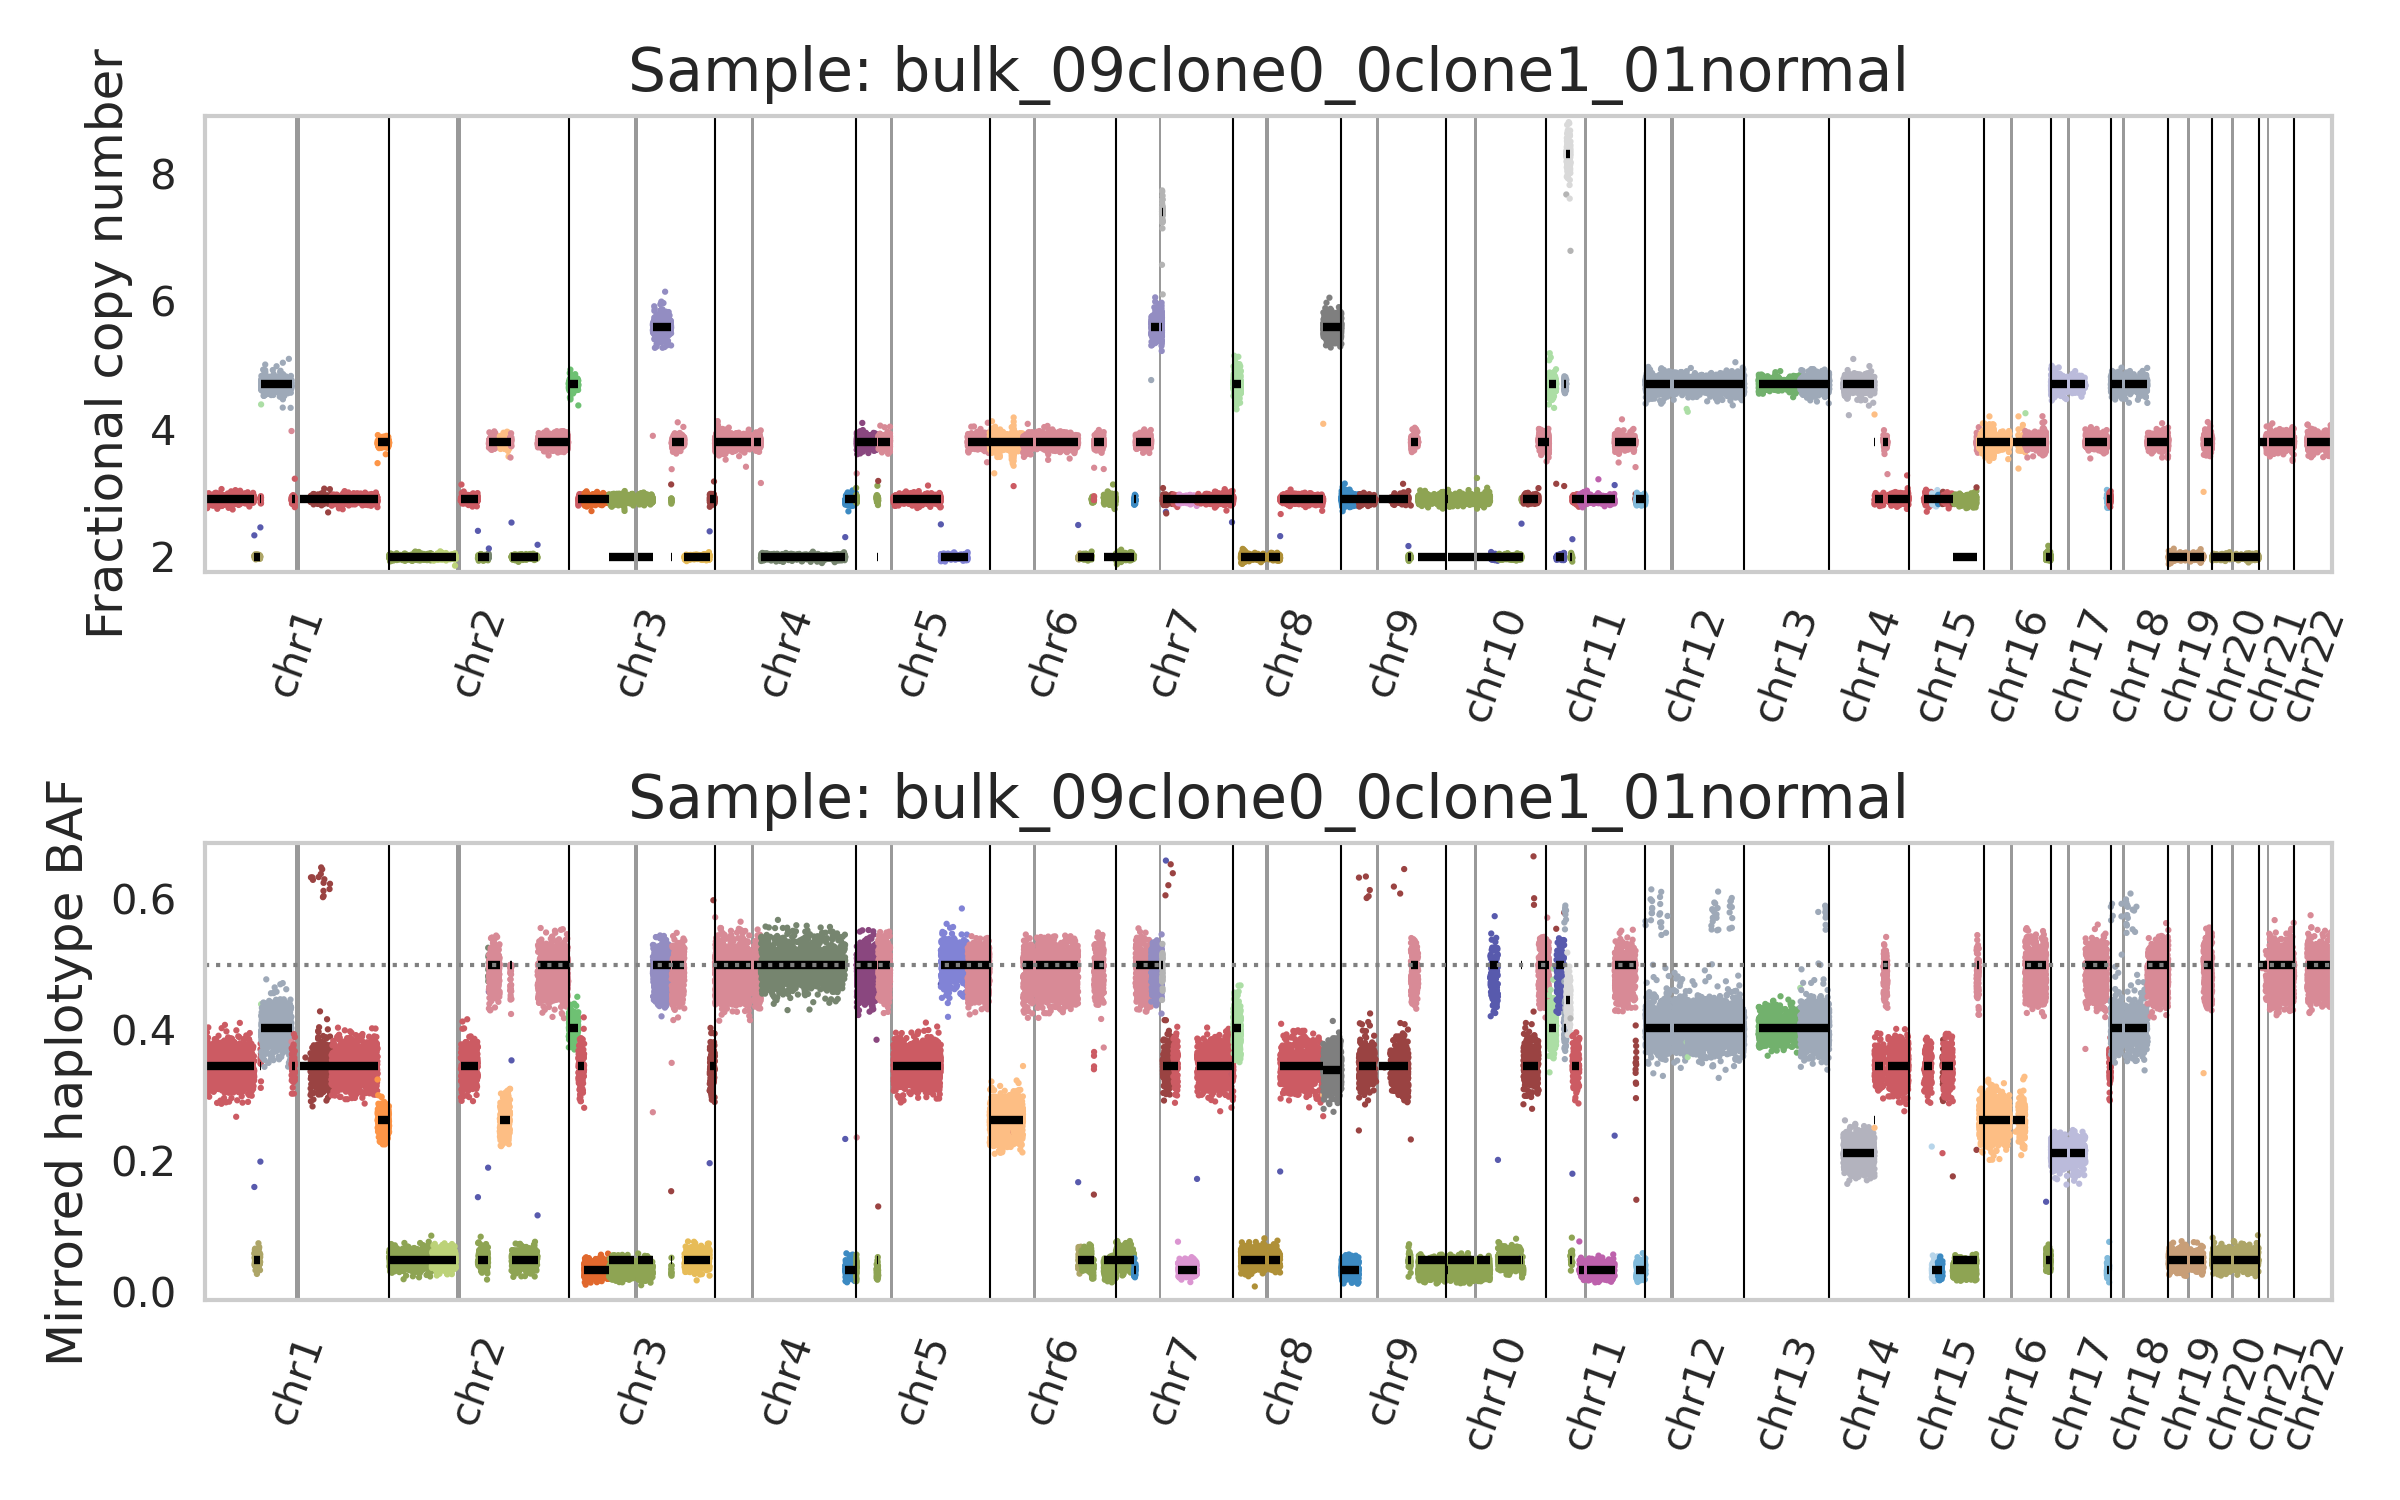 Sample: bulk_09clone0_0clone1_01normal
Fractional copy number
8
6
4
2
chr1 chr2 chr3 chr4 chr5 chr6 chr7 chr8 chr9 chr10 chr11 chr12 chr13 chr14 chr15 chr16 chr17 chr18 chr19 chr20 chr21 chr22
Sample: bulk_09clone0_0clone1_01normal
Mirrored haplotype BAF
0.6
0.4
0.2
0.0
chr1 chr2 chr3 chr4 chr5 chr6 chr7 chr8 chr9 chr10 chr11 chr12 chr13 chr14 chr15 chr16 chr17 chr18 chr19 chr20 chr21 chr22